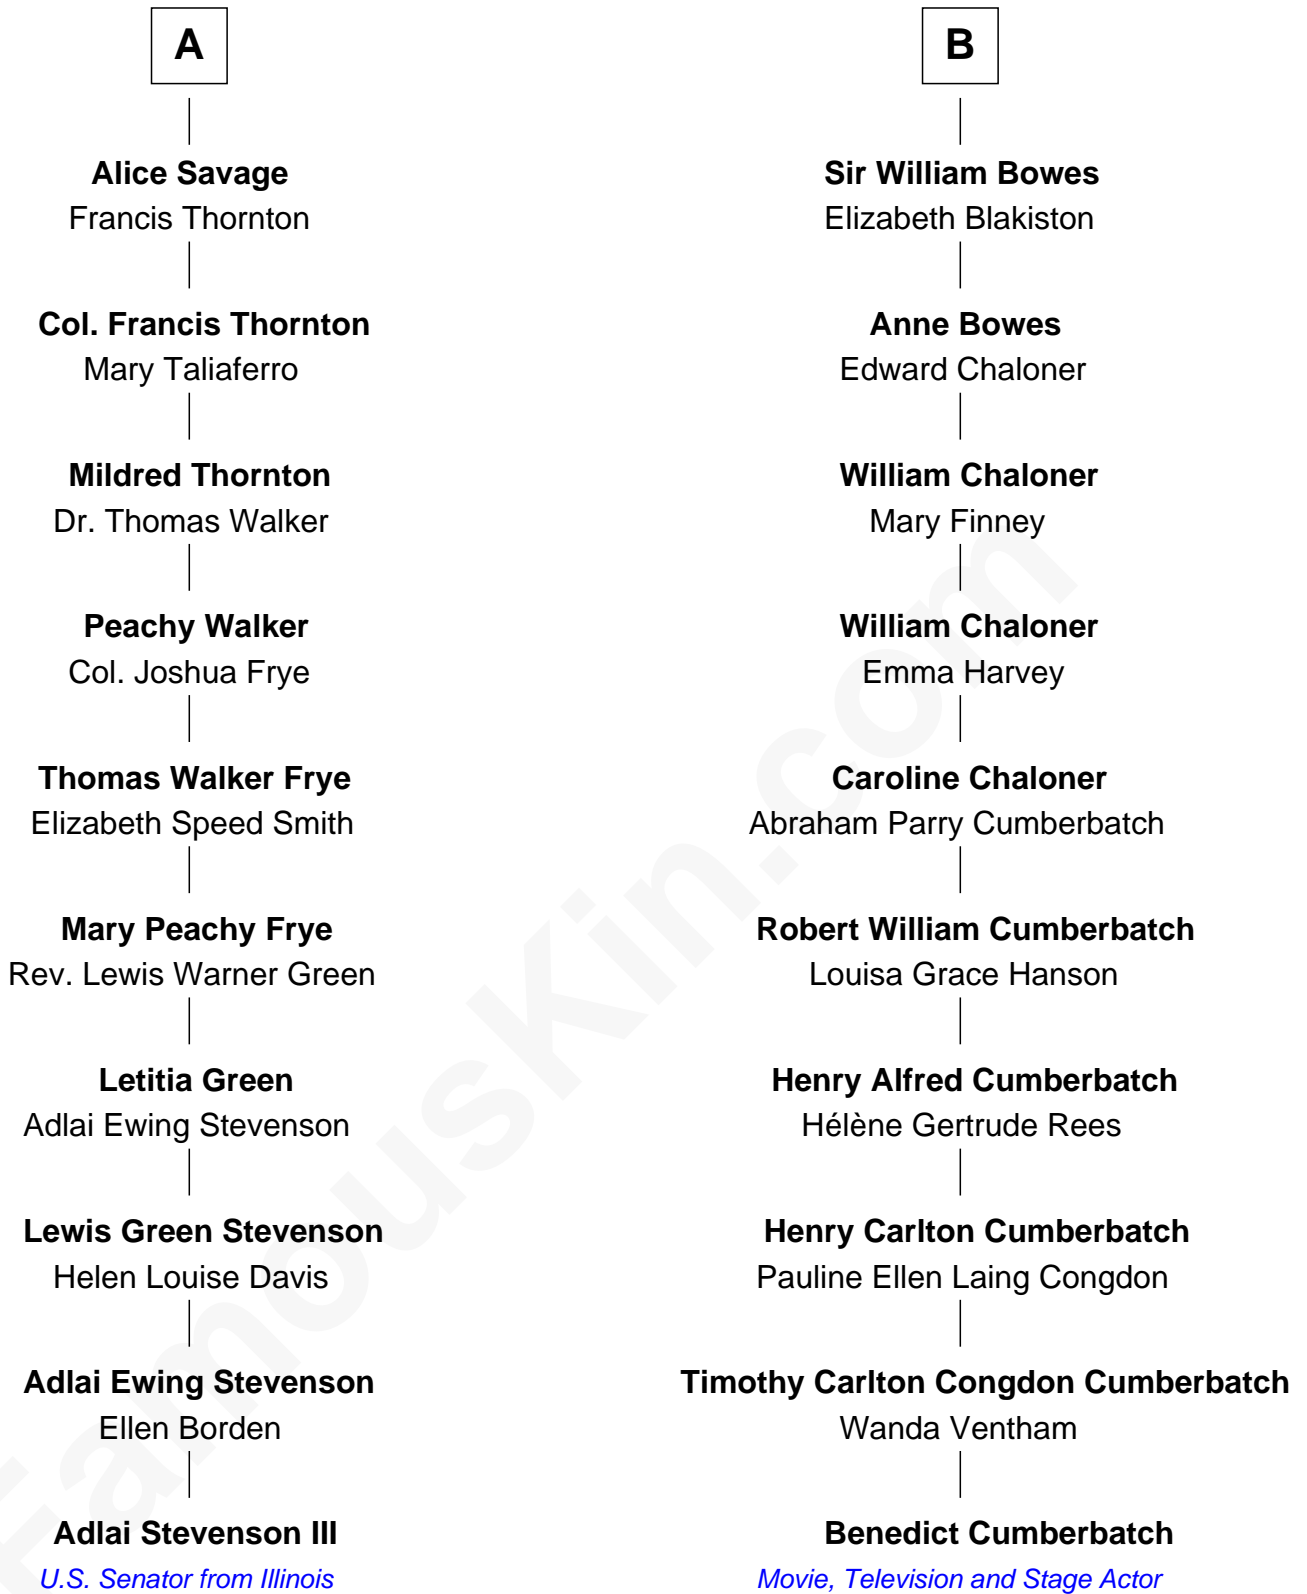 A
Alice Savage
Francis Thornton
Col. Francis Thornton
Mary Taliaferro
Mildred Thornton
Dr. Thomas Walker
Peachy Walker
Col. Joshua Frye
Thomas Walker Frye
Elizabeth Speed Smith
Mary Peachy Frye
Rev. Lewis Warner Green
Letitia Green
Adlai Ewing Stevenson
Lewis Green Stevenson
Helen Louise Davis
Adlai Ewing Stevenson
Ellen Borden
Adlai Stevenson III
U.S. Senator from Illinois
B
Sir William Bowes
Elizabeth Blakiston
Anne Bowes
Edward Chaloner
William Chaloner
Mary Finney
William Chaloner
Emma Harvey
Caroline Chaloner
Abraham Parry Cumberbatch
Robert William Cumberbatch
Louisa Grace Hanson
Henry Alfred Cumberbatch
Hélène Gertrude Rees
Henry Carlton Cumberbatch
Pauline Ellen Laing Congdon
Timothy Carlton Congdon Cumberbatch
Wanda Ventham
Benedict Cumberbatch
Movie, Television and Stage Actor
FamousKin.com